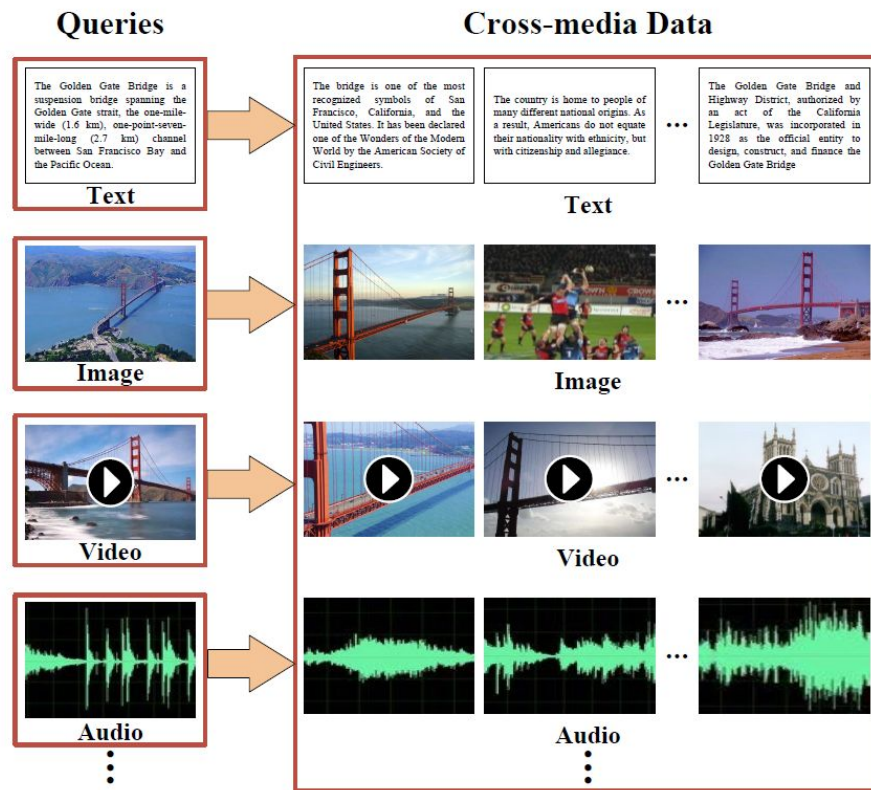 Queries
Cross-media Data
The Golden Gate Bridge is a
suspension bridge spanning the
Golden Gate strait, the one-mile-
wide (1.6 km), one-point-seven-
mile-long (2.7 km) channel
between San Francisco Bay and
the Pacific Ocean.
Text
The bridge is one of the most
recognized symbols of San
Francisco, California, and the
United States. It has been declared
one of the Wonders of the Modern
World by the American Society of
Civil Engineers.
The country is home to people of
many different national origins. As
a result, Americans do not equate
their nationality with ethnicity, but
with citizenship and allegiance.
...
The Golden Gate Bridge and
Highway District, authorized by
an act of the California
Legislature, was incorporated in
1928 as the official entity to
design, construct, and finance the
Golden Gate Bridge
Text
Image
CROWN
...
Image
Video
...
Video
Audio
...
Audio